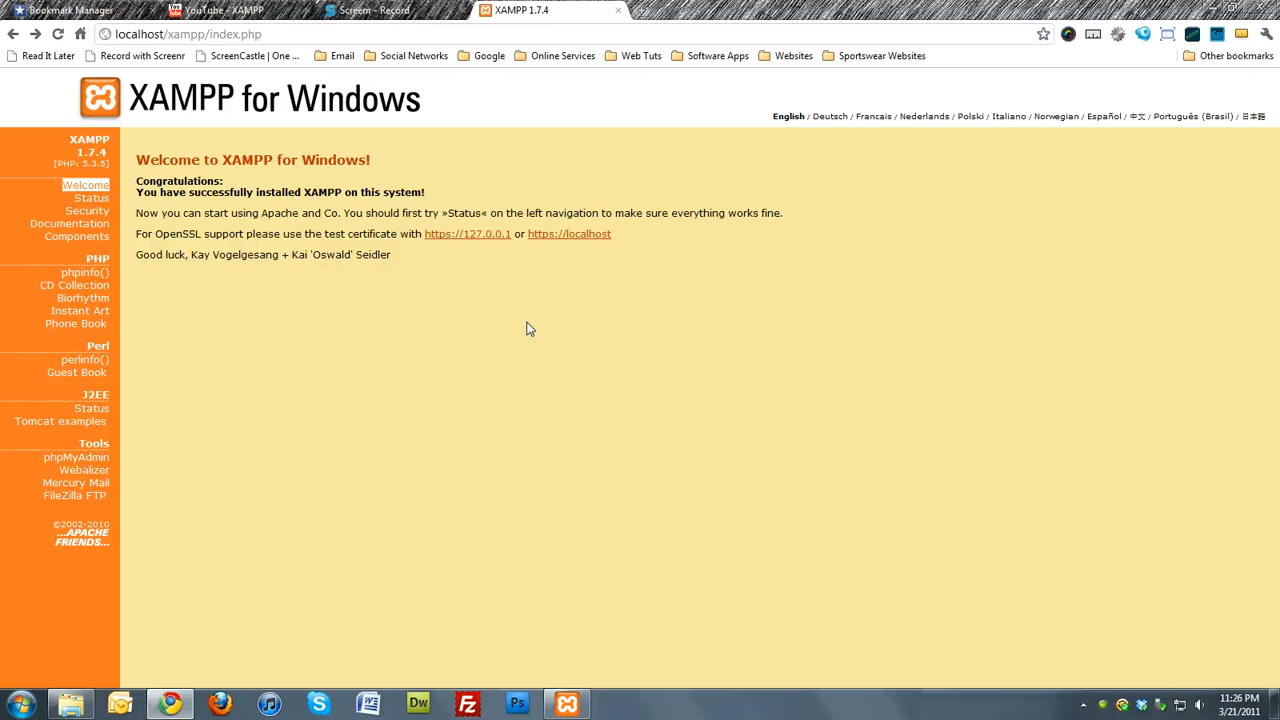 Bookmark Manager
YouTube - XAMPP
Screenr - Record
XAMPP 1.7.4
localhost/xampp/index.php
Read It Later
Record with Screenr
ScreenCastle | One ...
Email
Social Networks
Google
Online Services
Web Tuts
Software Apps
Websites
Sportswear Websites
Other bookmarks
XAMPP for Windows
English / Deutsch / Francais / Nederlands / Polski / Italiano / Norwegian / Español / 中文 / Português (Brasil) / 日本語
XAMPP
1.7.4
[PHP: 5.3.5]
Welcome
Status
Security
Documentation
Components
PHP
phpinfo()
CD Collection
Biorhythm
Instant Art
Phone Book
Perl
perlinfo()
Guest Book
J2EE
Status
Tomcat examples
Tools
phpMyAdmin
Webalizer
Mercury Mail
FileZilla FTP
©2002-2010
...APACHE
FRIENDS...
Welcome to XAMPP for Windows!
Congratulations:
You have successfully installed XAMPP on this system!
Now you can start using Apache and Co. You should first try »Status« on the left navigation to make sure everything works fine.
For OpenSSL support please use the test certificate with https://127.0.0.1 or https://localhost
Good luck, Kay Vogelgesang + Kai 'Oswald' Seidler
Dw
Fz
Ps
11:26 PM
3/21/2011